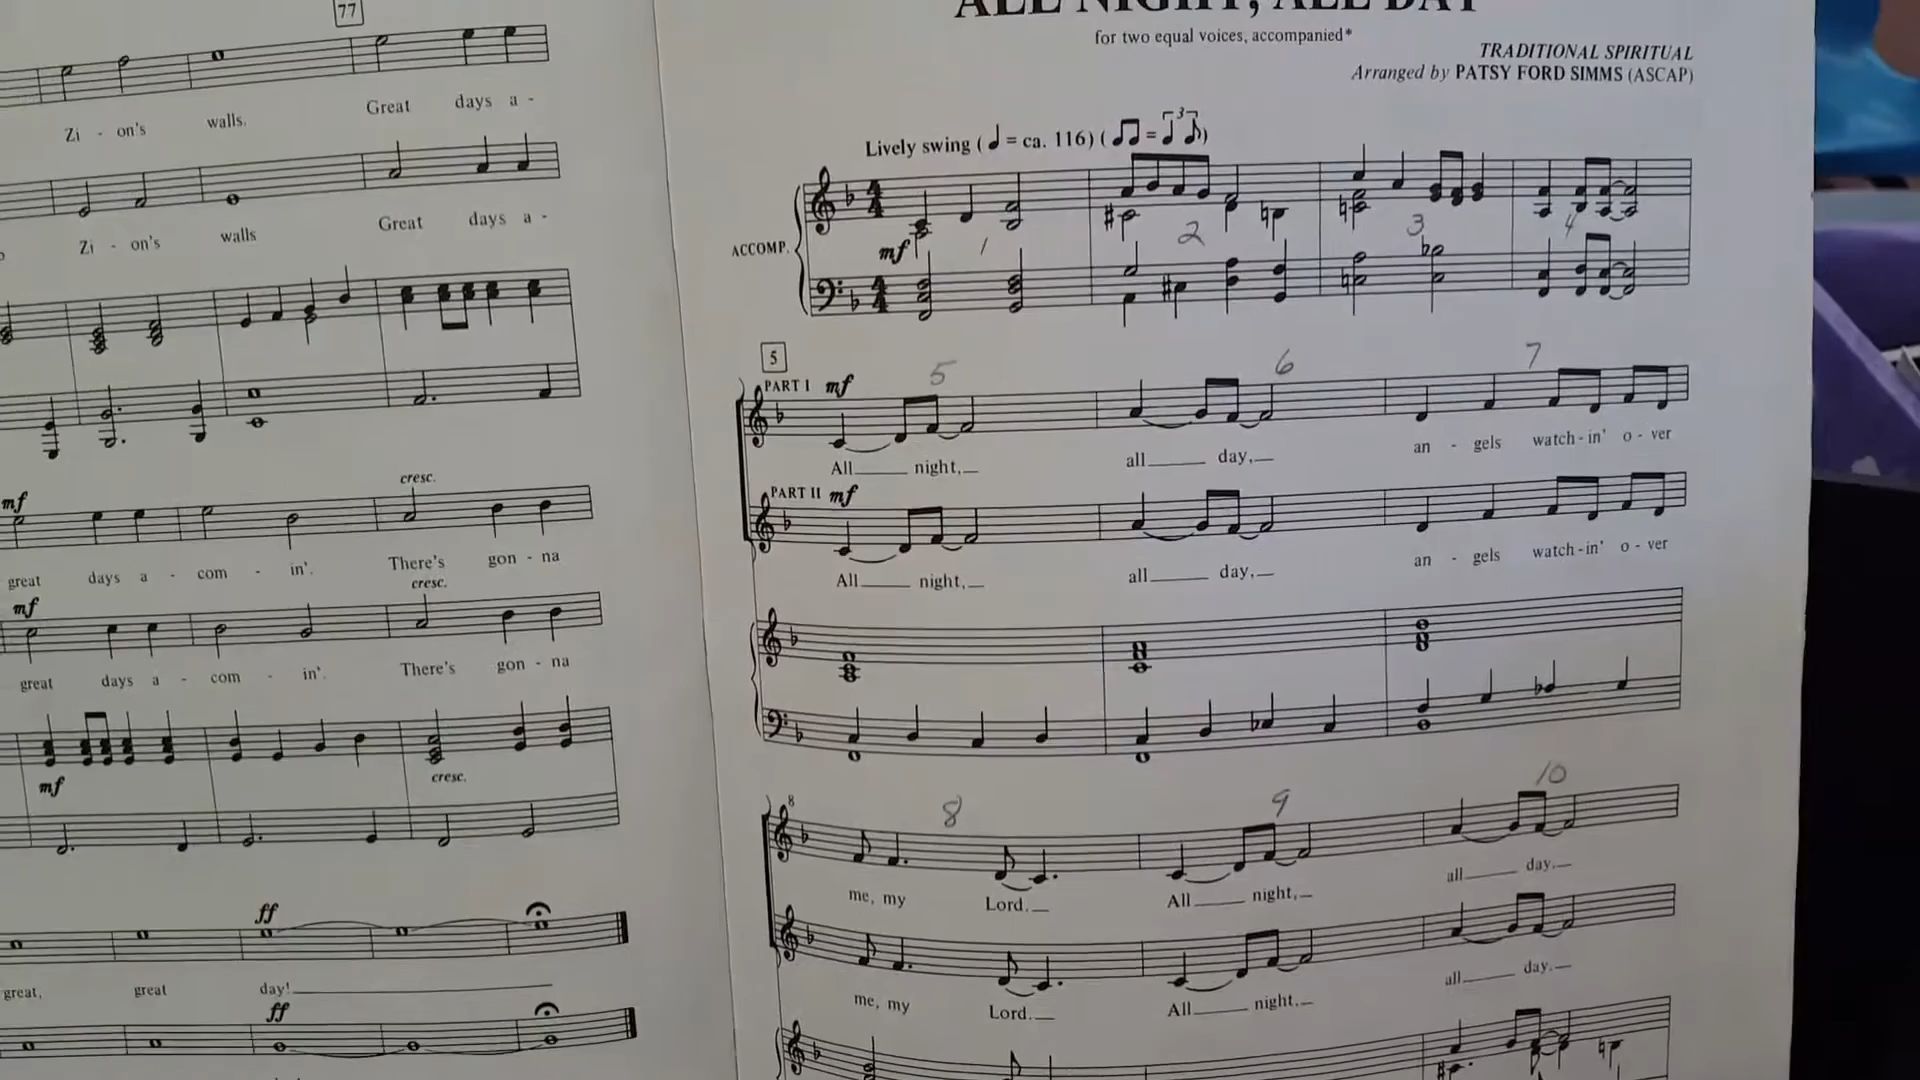 77
Zi - on's walls. Great days a -
Zi - on's walls Great days a -
mf
cresc.
great days a - com - in'. There's gon - na
mf
cresc.
great days a - com - in'. There's gon - na
mf
cresc.
ff
great, great day!
ff
ALL NIGHT, ALL DAY
for two equal voices, accompanied*
TRADITIONAL SPIRITUAL
Arranged by PATSY FORD SIMMS (ASCAP)
Lively swing ( = ca. 116) ( = 3 )
ACCOMP.
mf 1 2 3 4
5
PART I mf 5 6 7
All night, all day, an - gels watch - in' o - ver
PART II mf
All night, all day, an - gels watch - in' o - ver
8 8 9 10
me, my Lord. All night, all day.
me, my Lord. All night. all day.